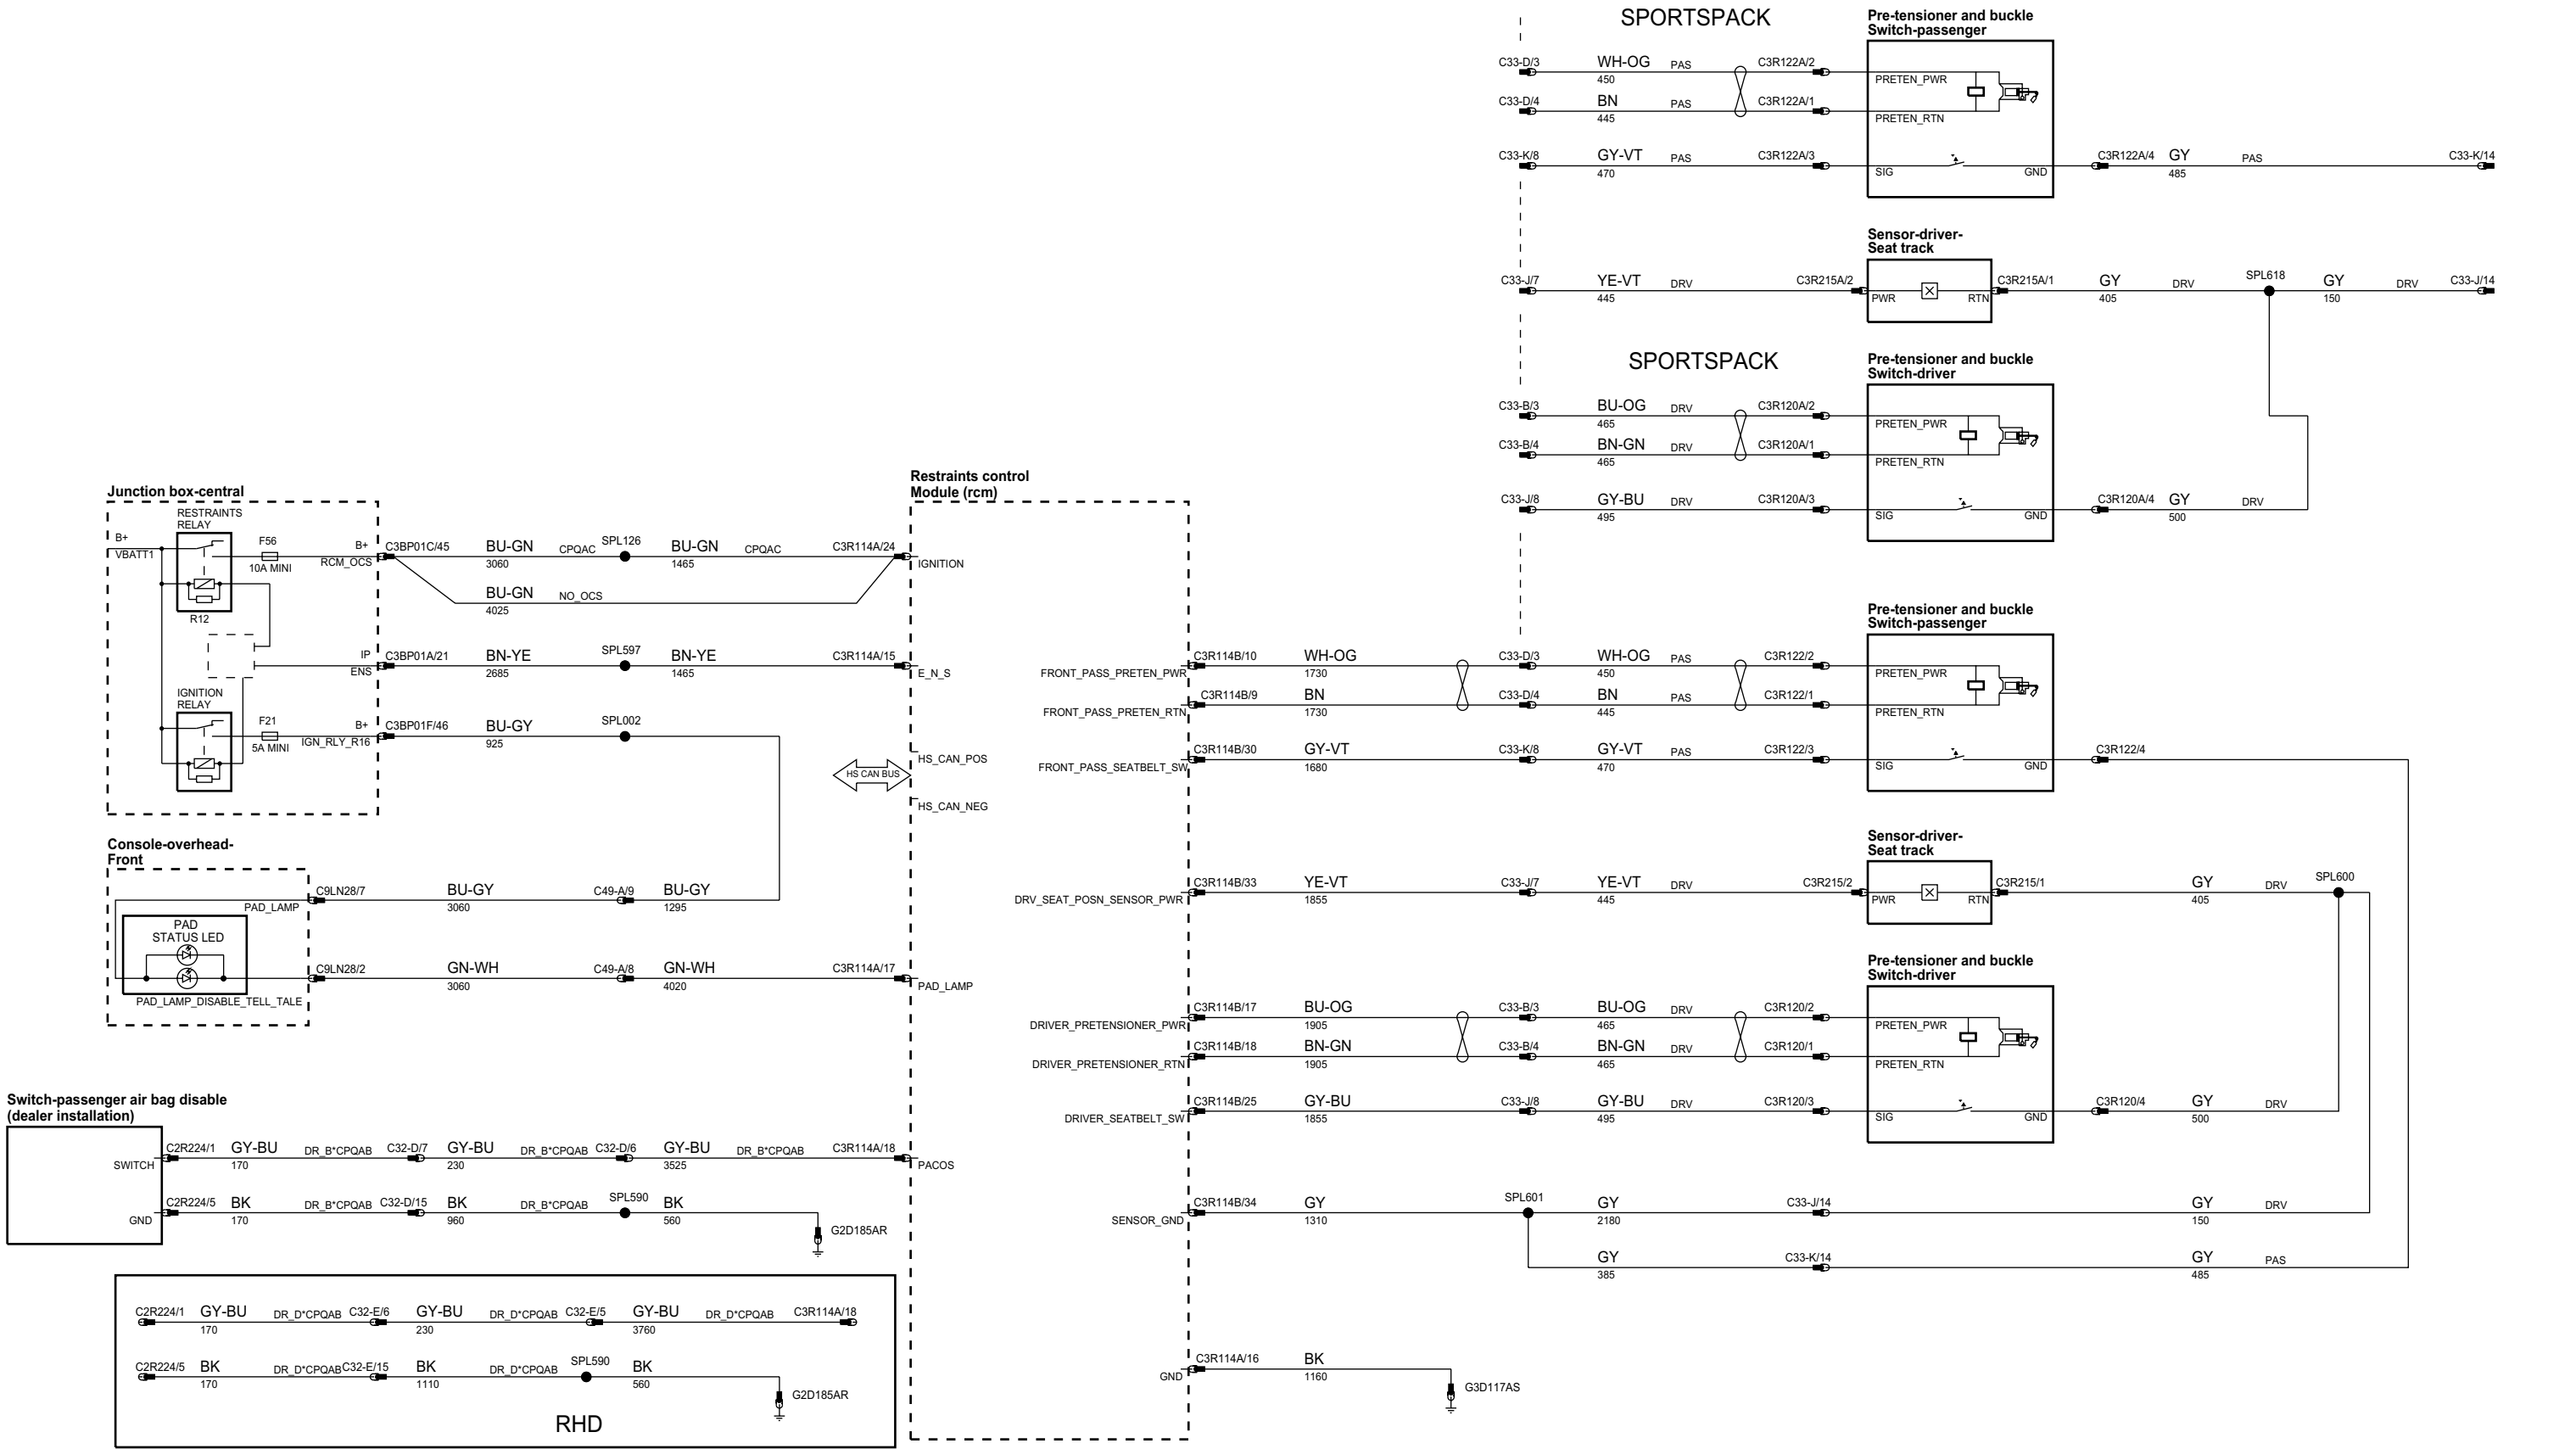 SPORTSPACK
Pre-tensioner and buckle
Switch-passenger
C33-D/3 WH-OG PAS C3R122A/2
450
PRETEN_PWR
C33-D/4 BN PAS C3R122A/1
445
PRETEN_RTN
C33-K/8 GY-VT PAS C3R122A/3
470
SIG GND
C3R122A/4 GY PAS C33-K/14
485
Sensor-driver-
Seat track
C33-J/7 YE-VT DRV C3R215A/2
445
PWR RTN
C3R215A/1 GY DRV SPL618 GY DRV C33-J/14
405 150
SPORTSPACK
Pre-tensioner and buckle
Switch-driver
C33-B/3 BU-OG DRV C3R120A/2
465
PRETEN_PWR
C33-B/4 BN-GN DRV C3R120A/1
465
PRETEN_RTN
C33-J/8 GY-BU DRV C3R120A/3
495
SIG GND
C3R120A/4 GY DRV
500
Junction box-central
RESTRAINTS
RELAY
B+
VBATT1
F56
10A MINI
B+
RCM_OCS
R12
IP
ENS
IGNITION
RELAY
F21
5A MINI
B+
IGN_RLY_R16
C3BP01C/45 BU-GN CPQAC SPL126 BU-GN CPQAC C3R114A/24
3060 1465
BU-GN NO_OCS
4025
C3BP01A/21 BN-YE SPL597 BN-YE C3R114A/15
2685 1465
C3BP01F/46 BU-GY SPL002
925
Restraints control
Module (rcm)
IGNITION
E_N_S
HS_CAN_POS
HS CAN BUS
HS_CAN_NEG
PAD_LAMP
PACOS
FRONT_PASS_PRETEN_PWR
FRONT_PASS_PRETEN_RTN
FRONT_PASS_SEATBELT_SW
DRV_SEAT_POSN_SENSOR_PWR
DRIVER_PRETENSIONER_PWR
DRIVER_PRETENSIONER_RTN
DRIVER_SEATBELT_SW
SENSOR_GND
GND
Pre-tensioner and buckle
Switch-passenger
C3R114B/10 WH-OG C33-D/3 WH-OG PAS C3R122/2
1730 450
PRETEN_PWR
C3R114B/9 BN C33-D/4 BN PAS C3R122/1
1730 445
PRETEN_RTN
C3R114B/30 GY-VT C33-K/8 GY-VT PAS C3R122/3
1680 470
SIG GND
C3R122/4
Sensor-driver-
Seat track
C3R114B/33 YE-VT C33-J/7 YE-VT DRV C3R215/2
1855 445
PWR RTN
C3R215/1 GY DRV SPL600
405
Pre-tensioner and buckle
Switch-driver
C3R114B/17 BU-OG C33-B/3 BU-OG DRV C3R120/2
1905 465
PRETEN_PWR
C3R114B/18 BN-GN C33-B/4 BN-GN DRV C3R120/1
1905 465
PRETEN_RTN
C3R114B/25 GY-BU C33-J/8 GY-BU DRV C3R120/3
1855 495
SIG GND
C3R120/4 GY DRV
500
C3R114B/34 GY SPL601 GY C33-J/14 GY DRV
1310 2180 150
GY C33-K/14 GY PAS
385 485
C3R114A/16 BK
1160
G3D117AS
Console-overhead-
Front
PAD_LAMP
PAD
STATUS LED
PAD_LAMP_DISABLE_TELL_TALE
C9LN28/7 BU-GY C49-A/9 BU-GY
3060 1295
C9LN28/2 GN-WH C49-A/8 GN-WH C3R114A/17
3060 4020
Switch-passenger air bag disable
(dealer installation)
SWITCH
GND
C2R224/1 GY-BU DR_B*CPQAB C32-D/7 GY-BU DR_B*CPQAB C32-D/6 GY-BU DR_B*CPQAB C3R114A/18
170 230 3525
C2R224/5 BK DR_B*CPQAB C32-D/15 BK DR_B*CPQAB SPL590 BK
170 960 560
G2D185AR
C2R224/1 GY-BU DR_D*CPQAB C32-E/6 GY-BU DR_D*CPQAB C32-E/5 GY-BU DR_D*CPQAB C3R114A/18
170 230 3760
C2R224/5 BK DR_D*CPQAB C32-E/15 BK DR_D*CPQAB SPL590 BK
170 1110 560
G2D185AR
RHD